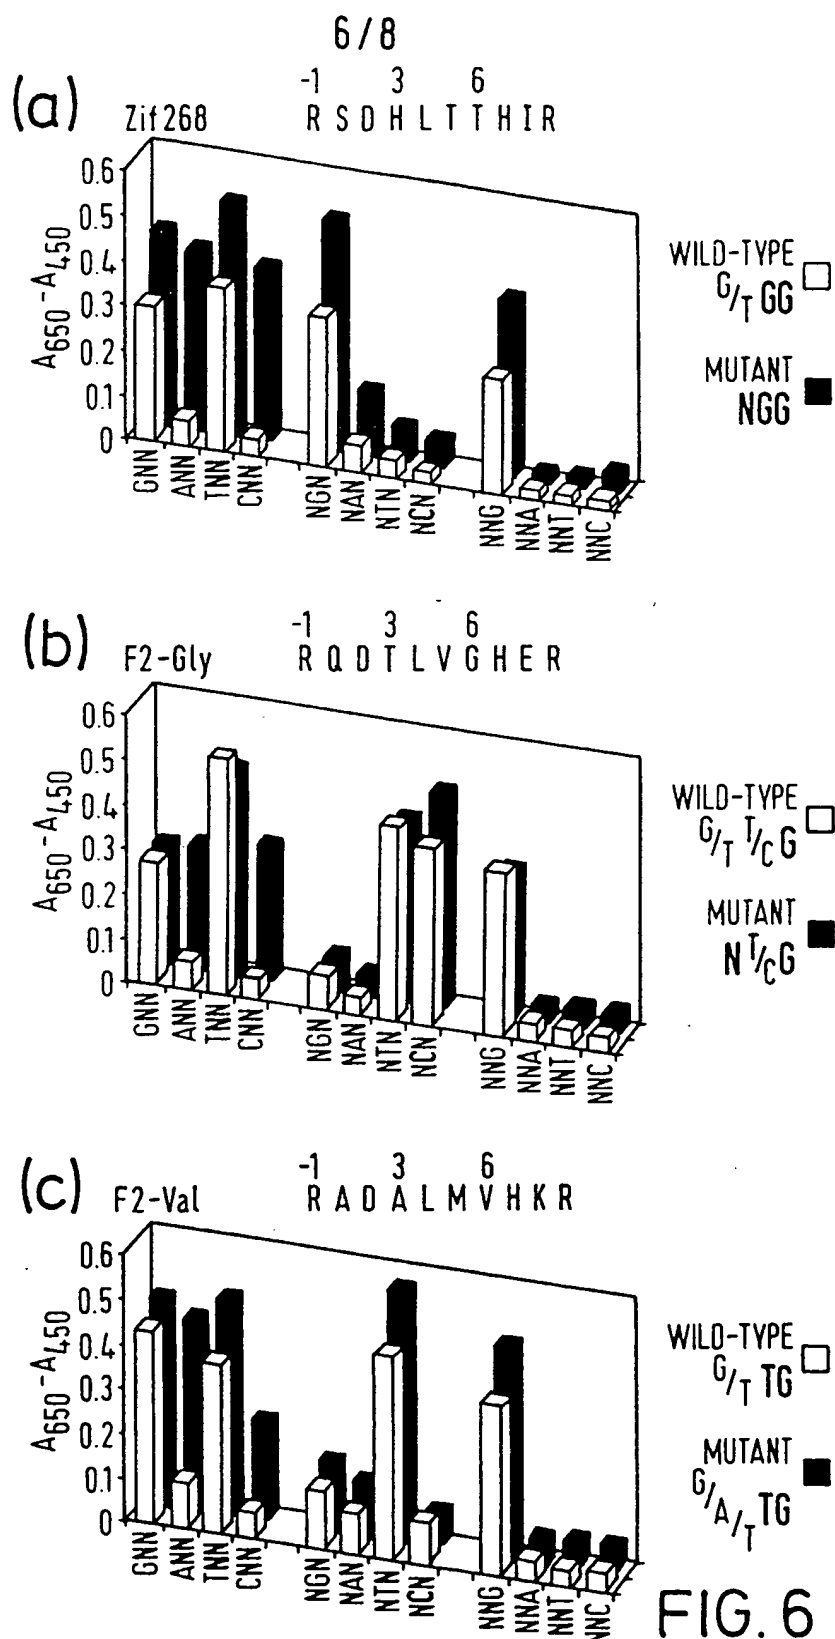 6/8
(a)
-1 3 6
Zif268 R S D H L T T H I R
0.6
0.5
0.4
0.3
0.2
0.1
0
A650-A450
GNN ANN TNN CNN NGN NAN NTN NCN NNG NNA NNT NNC
WILD-TYPE
G/T GG
MUTANT
NGG
(b)
-1 3 6
F2-Gly R Q D T L V G H E R
0.6
0.5
0.4
0.3
0.2
0.1
0
A650-A450
GNN ANN TNN CNN NGN NAN NTN NCN NNG NNA NNT NNC
WILD-TYPE
G/T T/C G
MUTANT
N T/C G
(c)
-1 3 6
F2-Val R A D A L M V H K R
0.6
0.5
0.4
0.3
0.2
0.1
0
A650-A450
GNN ANN TNN CNN NGN NAN NTN NCN NNG NNA NNT NNC
WILD-TYPE
G/T TG
MUTANT
G/A/T TG
FIG. 6